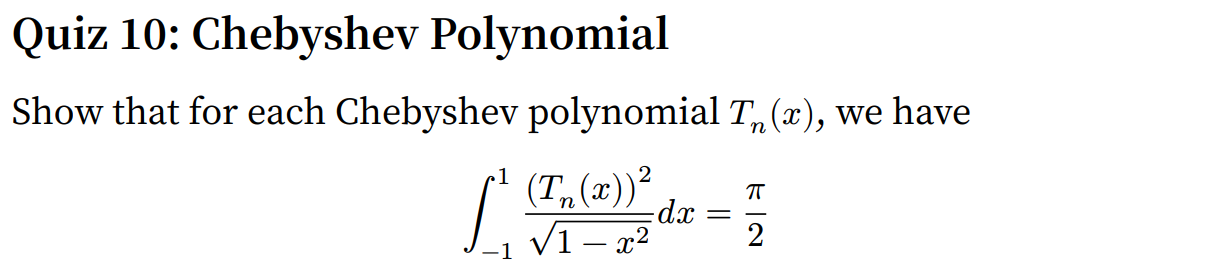 Quiz 10: Chebyshev Polynomial
Show that for each Chebyshev polynomial $T_n(x)$, we have
$$\int_{-1}^{1} \frac{(T_n(x))^2}{\sqrt{1-x^2}} dx = \frac{\pi}{2}$$